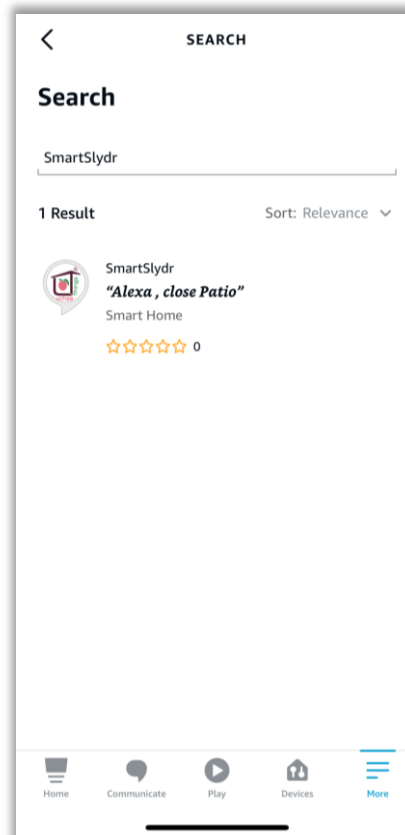 SEARCH
Search
SmartSlydr
1 Result
Sort: Relevance
SmartSlydr
“Alexa , close Patio”
Smart Home
0
Home
Communicate
Play
Devices
More